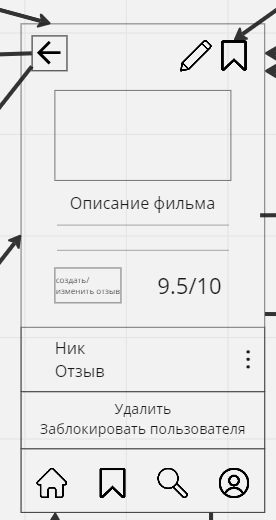 Описание фильма
создать/
изменить отзыв
9.5/10
Ник
Отзыв
Удалить
Заблокировать пользователя